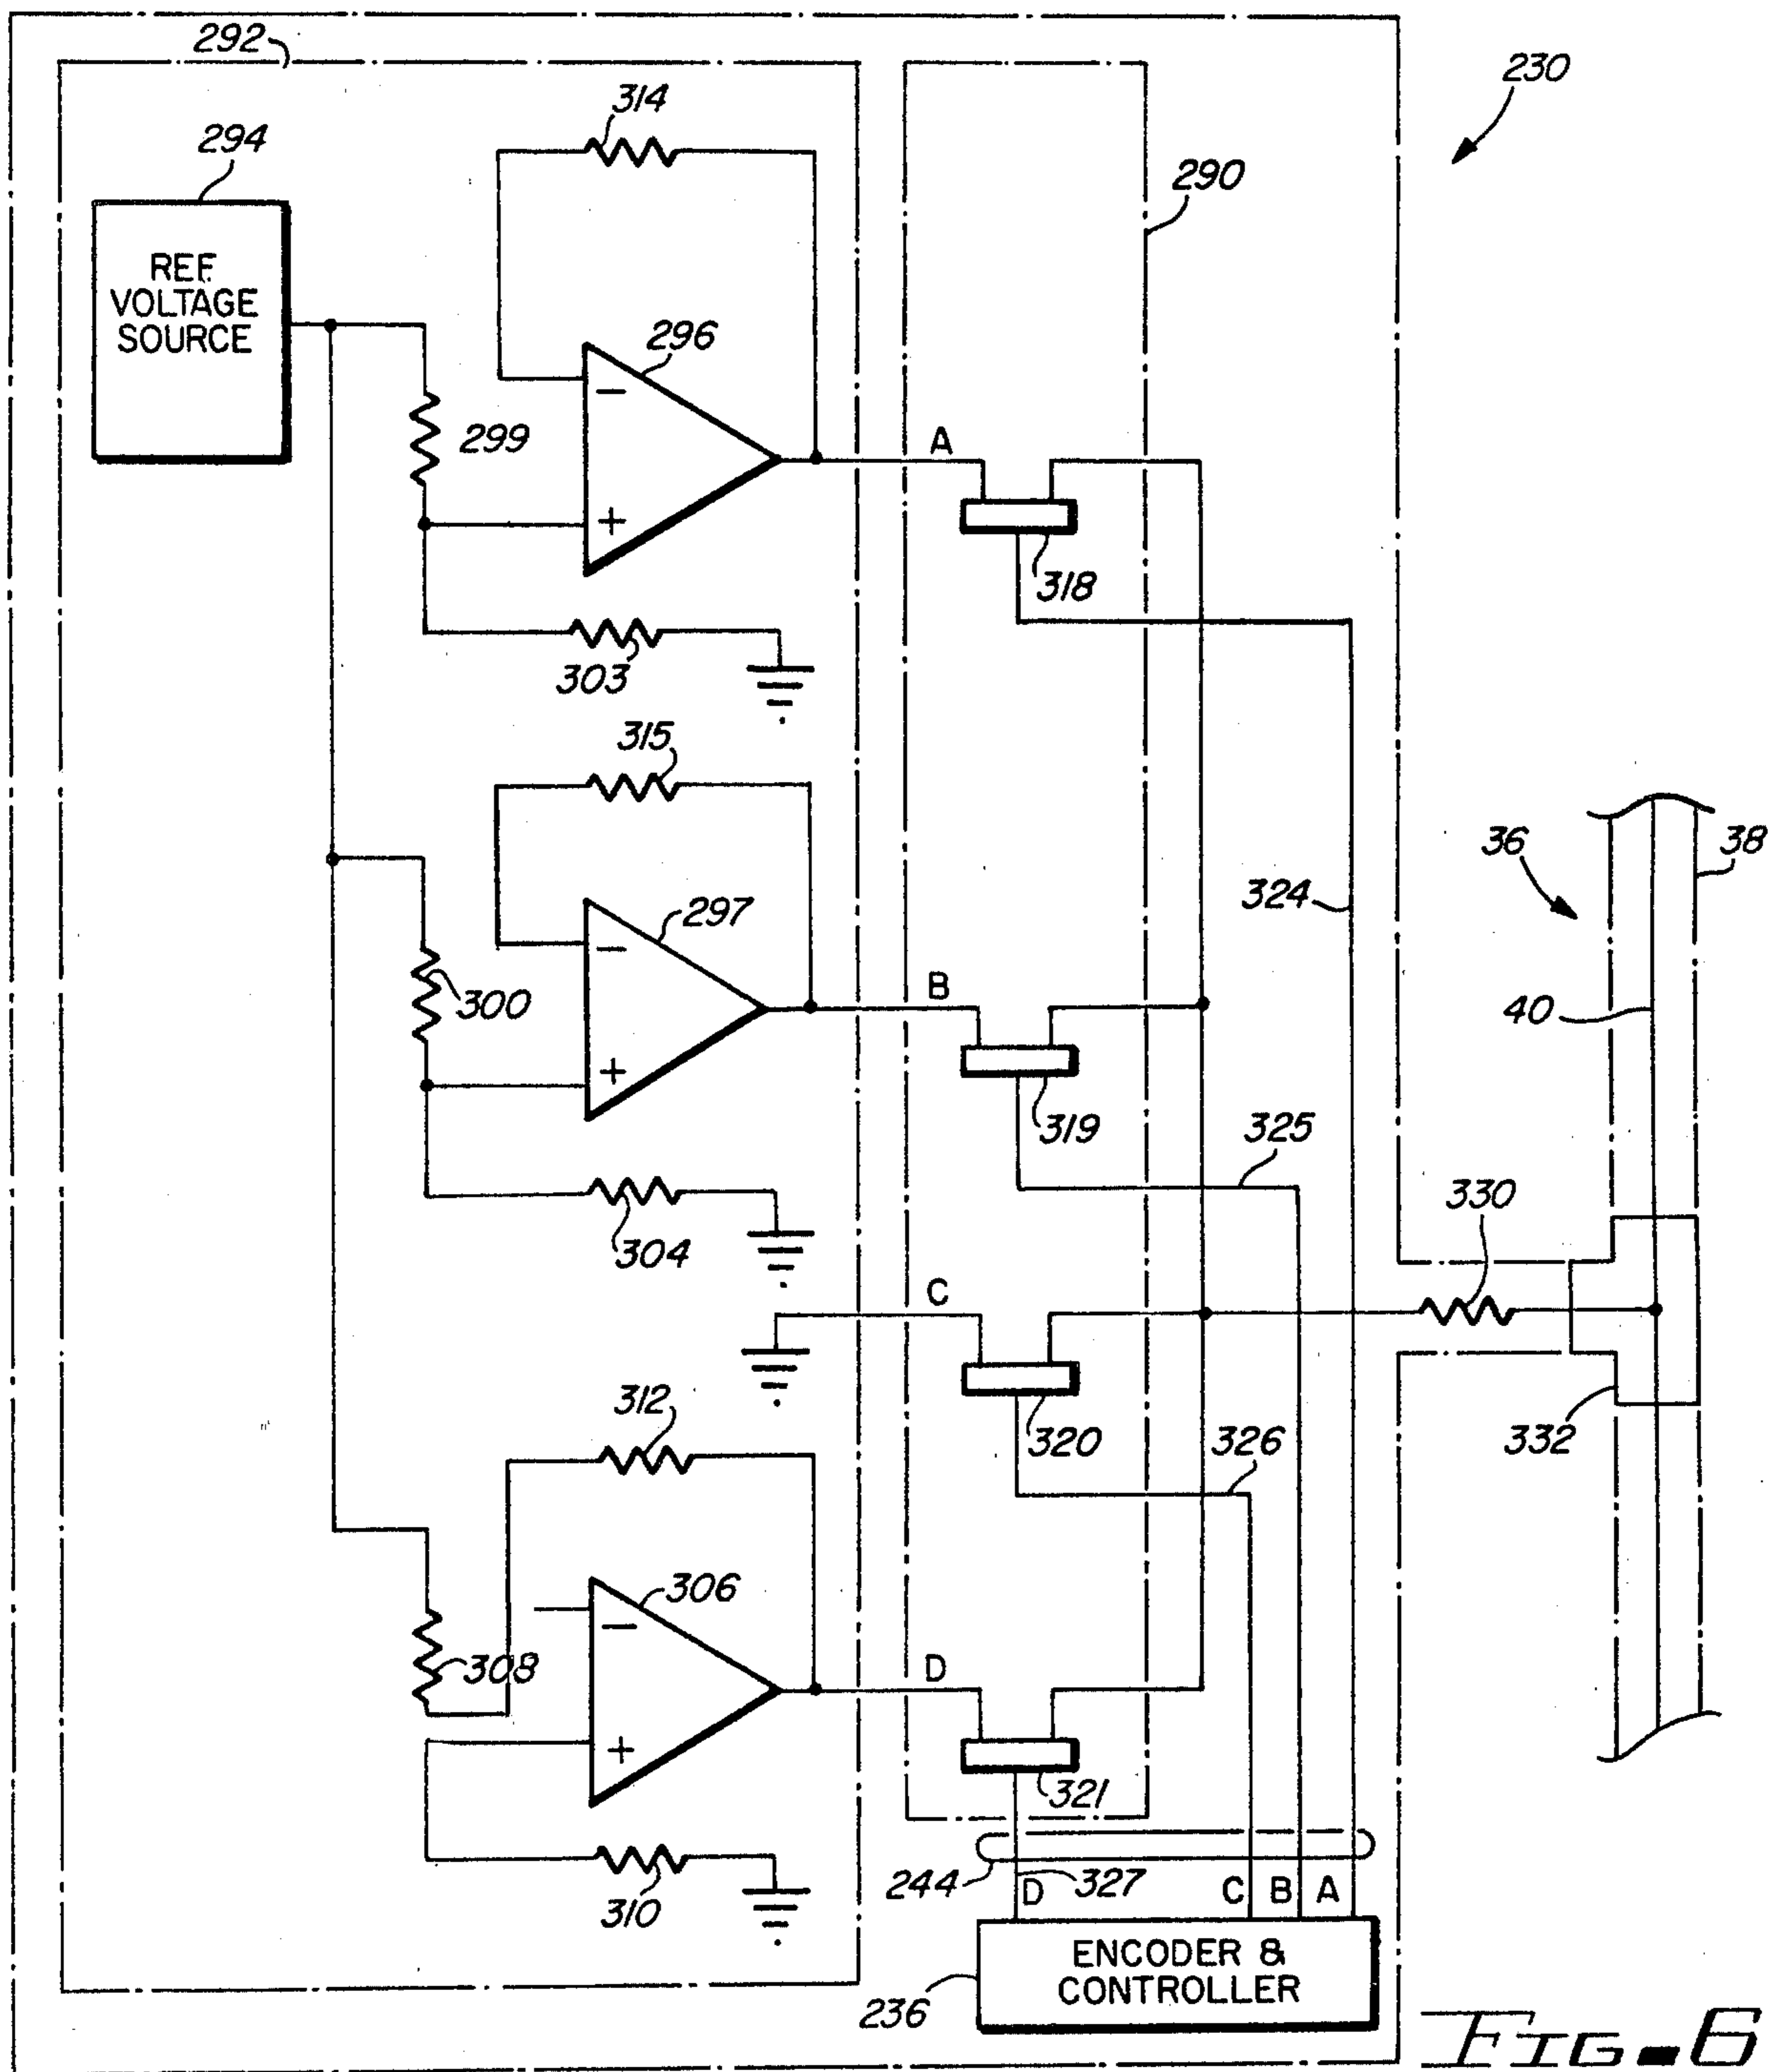 292
230
314
294
290
REF.
VOLTAGE
SOURCE
296
−
299
A
+
318
303
315
36
38
324
297
−
B
300
40
+
319
325
330
304
C
312
320
326
332
306
−
308
D
+
321
244
327
D
C
B
A
310
ENCODER &
CONTROLLER
236
FIG-6